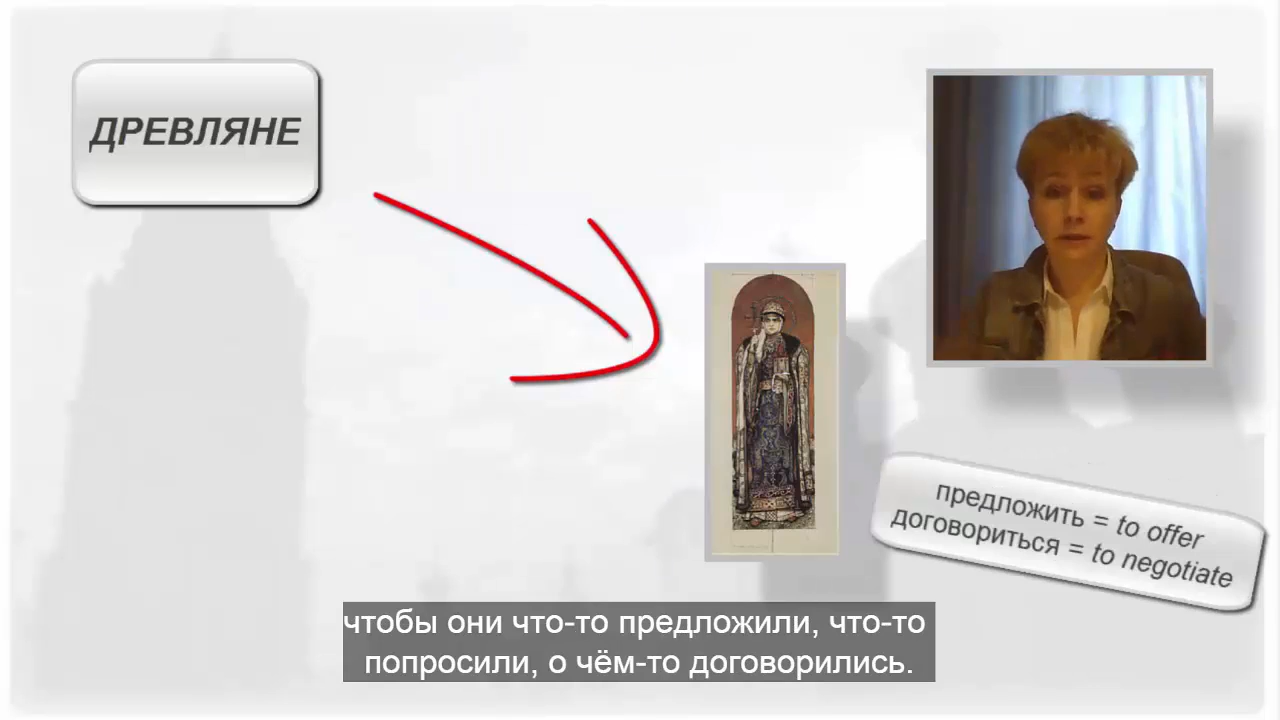 ДРЕВЛЯНЕ
предложить = to offer
договориться = to negotiate
чтобы они что-то предложили, что-то
попросили, о чём-то договорились.